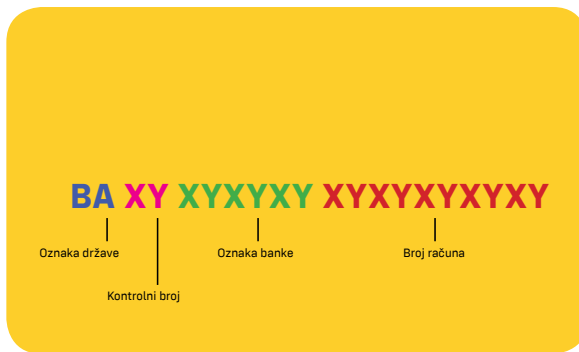 BA XY XYXYXY XYXYXYXYXY
Oznaka države
Oznaka banke
Broj računa
Kontrolni broj